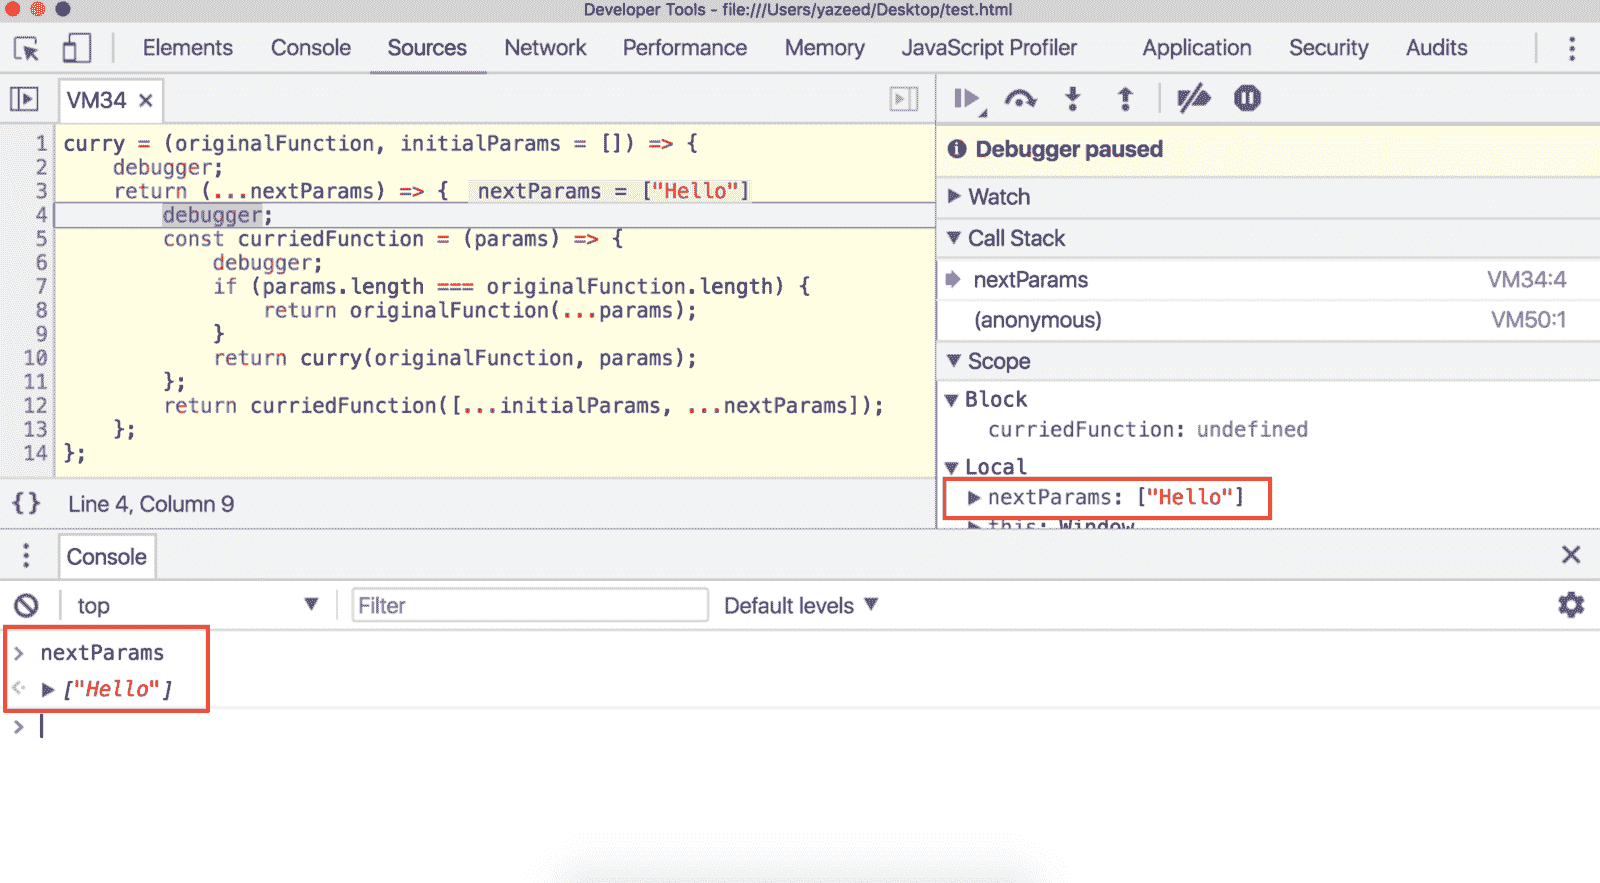 Developer Tools - file:///Users/yazeed/Desktop/test.html
Elements Console Sources Network Performance Memory JavaScript Profiler Application Security Audits
VM34 ×
1 curry = (originalFunction, initialParams = []) => {
2 debugger;
3 return (...nextParams) => { nextParams = ["Hello"]
4 debugger;
5 const curriedFunction = (params) => {
6 debugger;
7 if (params.length === originalFunction.length) {
8 return originalFunction(...params);
9 }
10 return curry(originalFunction, params);
11 };
12 return curriedFunction([...initialParams, ...nextParams]);
13 };
14 };
{} Line 4, Column 9
Debugger paused
Watch
Call Stack
nextParams VM34:4
(anonymous) VM50:1
Scope
Block
curriedFunction: undefined
Local
nextParams: ["Hello"]
this: Window
Console
top Filter Default levels
> nextParams
["Hello"]
>